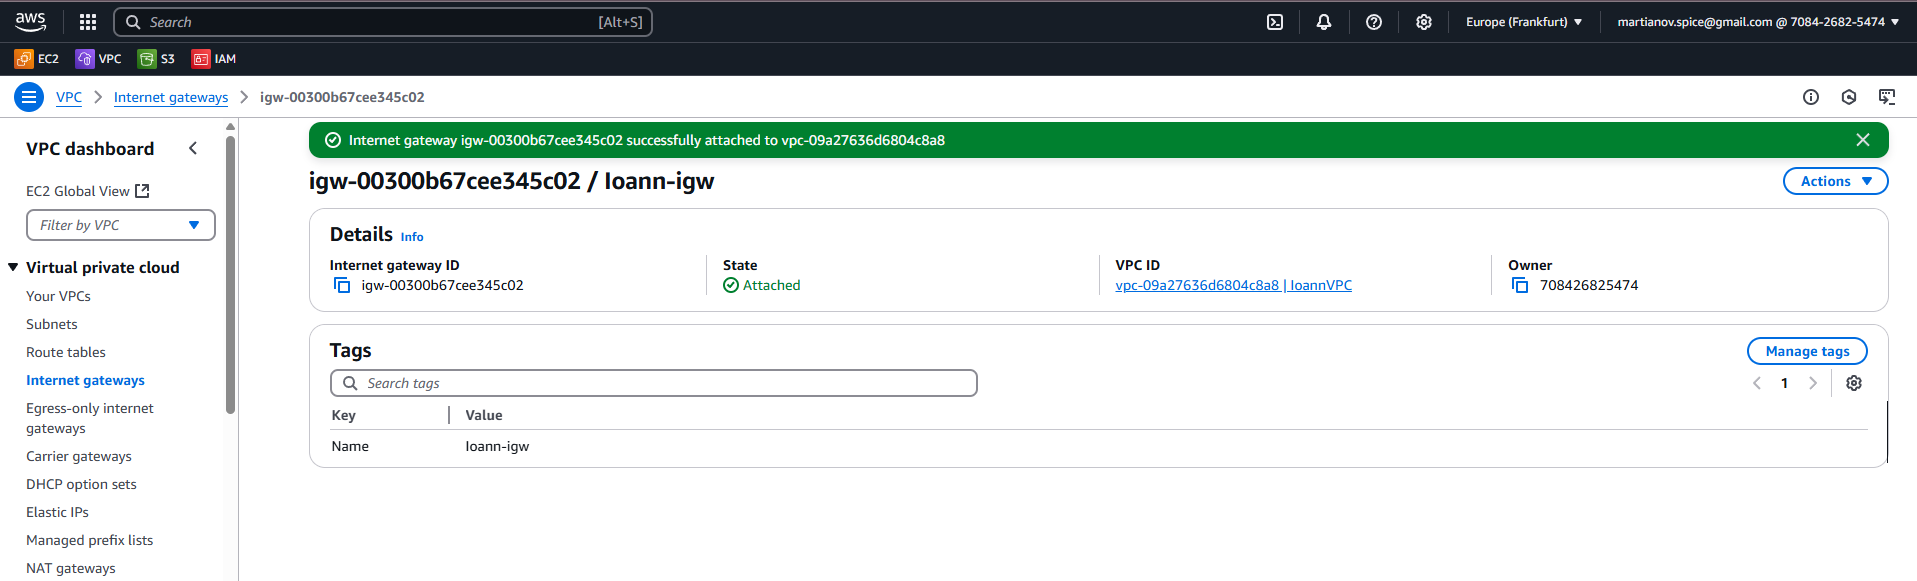 aws Search [Alt+S] Europe (Frankfurt) martianov.spice@gmail.com @ 7084-2682-5474
EC2 VPC S3 IAM
VPC Internet gateways igw-00300b67cee345c02
VPC dashboard
EC2 Global View
Filter by VPC
Virtual private cloud
Your VPCs
Subnets
Route tables
Internet gateways
Egress-only internet
gateways
Carrier gateways
DHCP option sets
Elastic IPs
Managed prefix lists
NAT gateways
Internet gateway igw-00300b67cee345c02 successfully attached to vpc-09a27636d6804c8a8
igw-00300b67cee345c02 / Ioann-igw
Actions
Details Info
Internet gateway ID
igw-00300b67cee345c02
State
Attached
VPC ID
vpc-09a27636d6804c8a8 | IoannVPC
Owner
708426825474
Tags
Manage tags
Search tags
1
Key Value
Name Ioann-igw